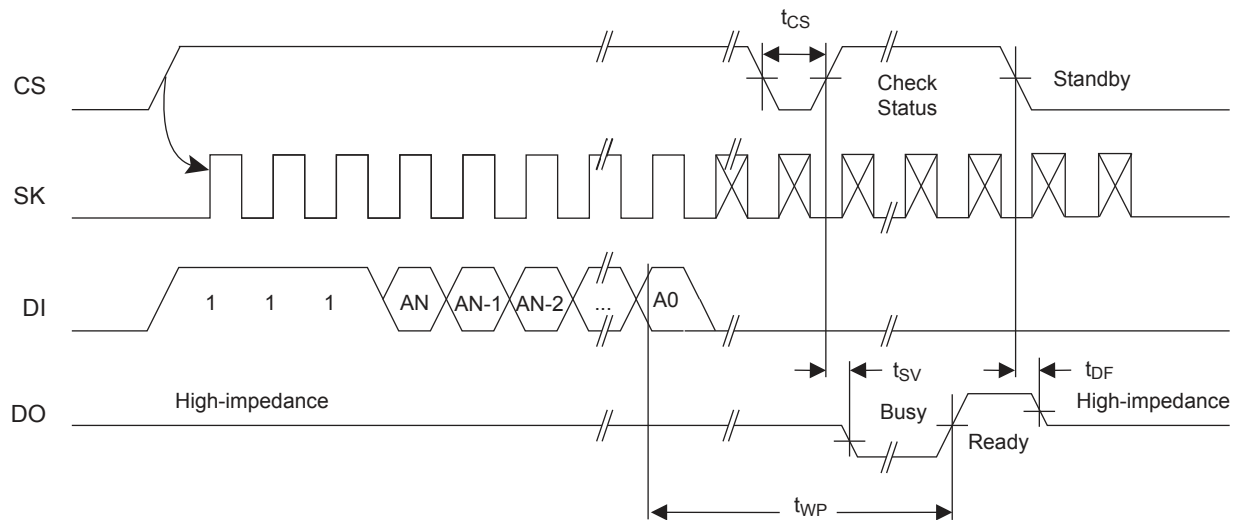 tCS
CS
Check
Status
Standby
SK
DI
1 1 1 AN AN-1 AN-2 ... A0
tSV
tDF
DO
High-impedance
Busy
Ready
High-impedance
tWP